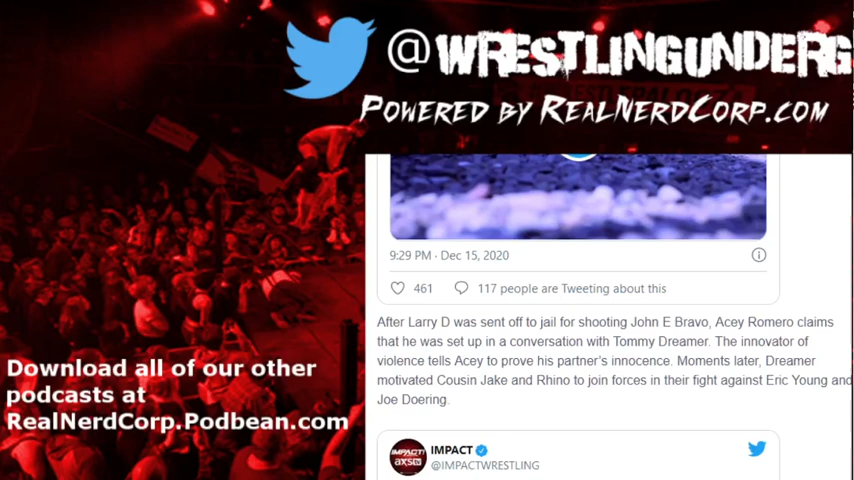 @WRESTLINGUNDERG
POWERED BY REALNERDCORP.COM
9:29 PM · Dec 15, 2020
461 117 people are Tweeting about this
After Larry D was sent off to jail for shooting John E Bravo, Acey Romero claims
that he was set up in a conversation with Tommy Dreamer. The innovator of
violence tells Acey to prove his partner's innocence. Moments later, Dreamer
motivated Cousin Jake and Rhino to join forces in their fight against Eric Young and
Joe Doering.
IMPACT
@IMPACTWRESTLING
IMPACT!
axstv
Download all of our other
podcasts at
RealNerdCorp.Podbean.com